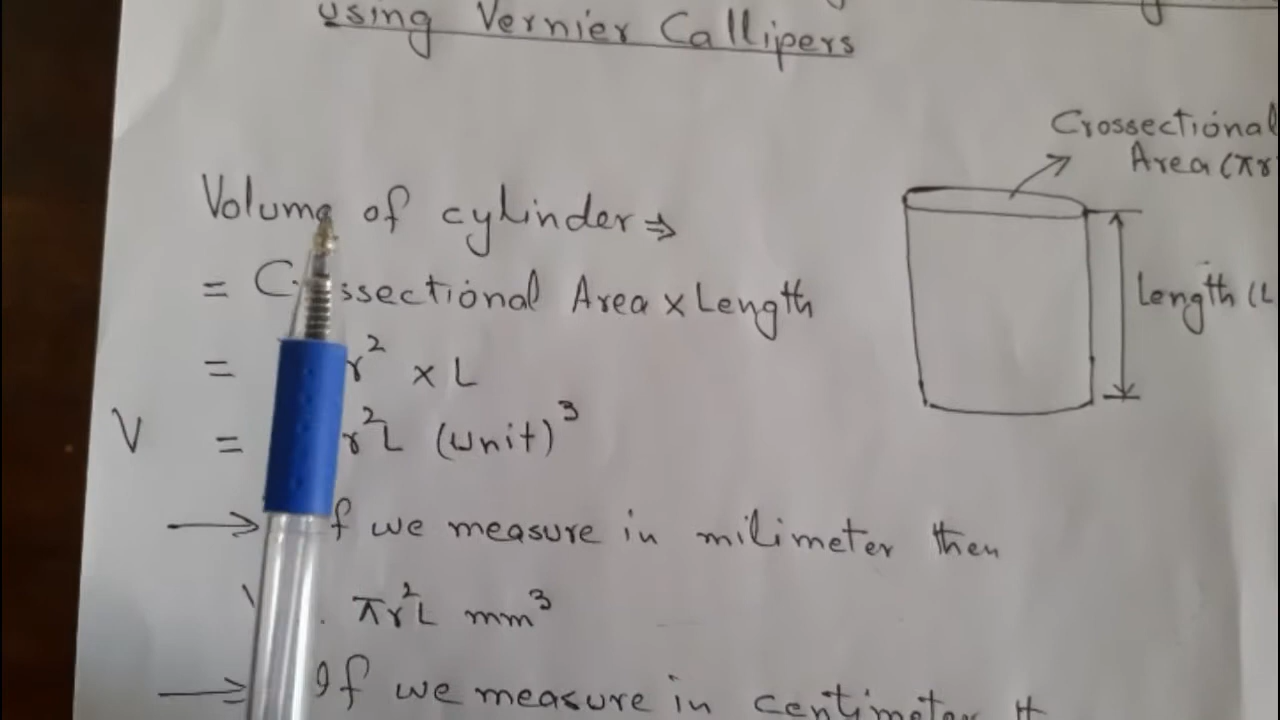 using Vernier Callipers
Crossectional
Area (πr
Volume of cylinder ⇒
= Area x Length
= r² x L
V = r²L (unit)³
Length (L
→ we measure in milimeter then
πr²L mm³
→ If we measure in centimeter